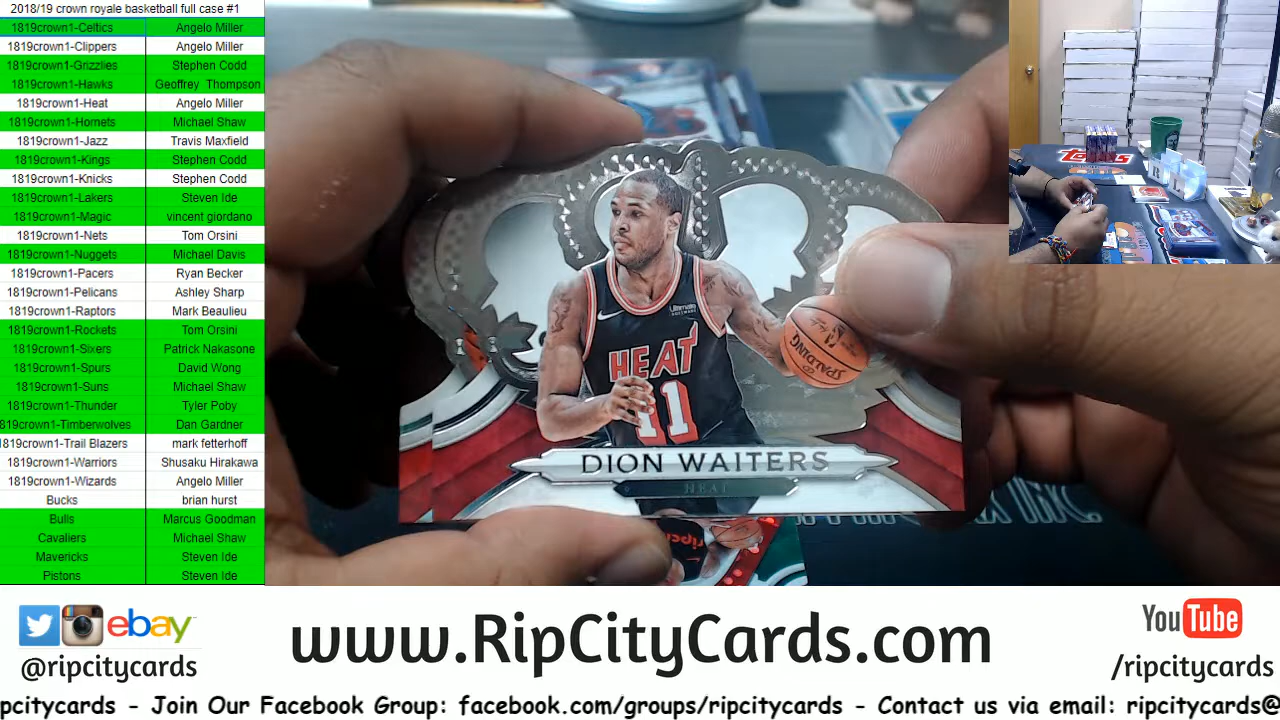 2018/19 crown royale basketball full case #1
1819crown1-Celtics Angelo Miller
1819crown1-Clippers Angelo Miller
1819crown1-Grizzlies Stephen Codd
1819crown1-Hawks Geoffrey Thompson
1819crown1-Heat Angelo Miller
1819crown1-Hornets Michael Shaw
1819crown1-Jazz Travis Maxfield
1819crown1-Kings Stephen Codd
1819crown1-Knicks Stephen Codd
1819crown1-Lakers Steven Ide
1819crown1-Magic vincent giordano
1819crown1-Nets Tom Orsini
1819crown1-Nuggets Michael Davis
1819crown1-Pacers Ryan Becker
1819crown1-Pelicans Ashley Sharp
1819crown1-Raptors Mark Beaulieu
1819crown1-Rockets Tom Orsini
1819crown1-Sixers Patrick Nakasone
1819crown1-Spurs David Wong
1819crown1-Suns Michael Shaw
1819crown1-Thunder Tyler Poby
1819crown1-Timberwolves Dan Gardner
1819crown1-Trail Blazers mark fetterhoff
1819crown1-Warriors Shusaku Hirakawa
1819crown1-Wizards Angelo Miller
Bucks brian hurst
Bulls Marcus Goodman
Cavaliers Michael Shaw
Mavericks Steven Ide
Pistons Steven Ide
HEAT
11
SPALDING
DION WAITERS
HEAT
Topps
ebay
@ripcitycards
www.RipCityCards.com
YouTube
/ripcitycards
pcitycards - Join Our Facebook Group: facebook.com/groups/ripcitycards - Contact us via email: ripcitycards@